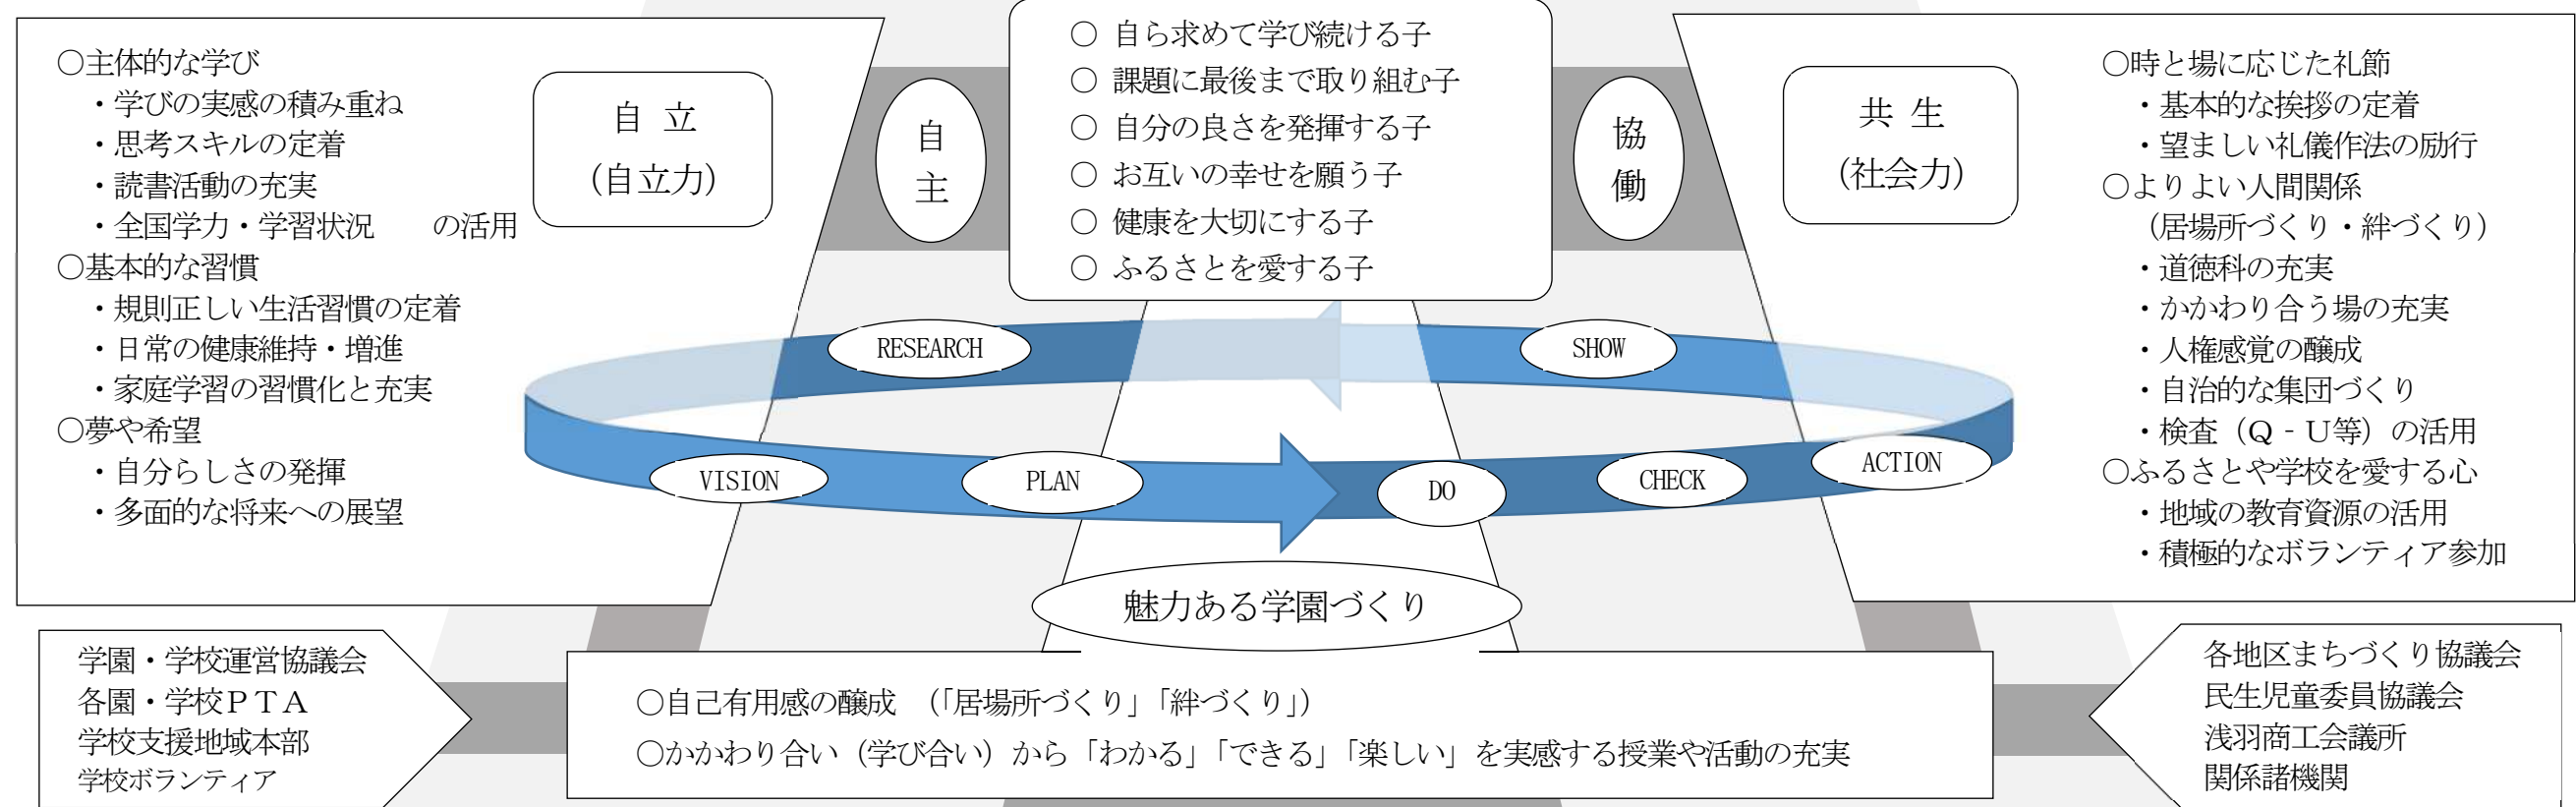 ○主体的な学び
・学びの実感の積み重ね
・思考スキルの定着
・読書活動の充実
・全国学力・学習状況　　の活用
○基本的な習慣
・規則正しい生活習慣の定着
・日常の健康維持・増進
・家庭学習の習慣化と充実
○夢や希望
・自分らしさの発揮
・多面的な将来への展望
自 立
（自立力）
自
主
○ 自ら求めて学び続ける子
○ 課題に最後まで取り組む子
○ 自分の良さを発揮する子
○ お互いの幸せを願う子
○ 健康を大切にする子
○ ふるさとを愛する子
協
働
共 生
（社会力）
○時と場に応じた礼節
・基本的な挨拶の定着
・望ましい礼儀作法の励行
○よりよい人間関係
（居場所づくり・絆づくり）
・道徳科の充実
・かかわり合う場の充実
・人権感覚の醸成
・自治的な集団づくり
・検査（Ｑ‐Ｕ等）の活用
○ふるさとや学校を愛する心
・地域の教育資源の活用
・積極的なボランティア参加
RESEARCH
SHOW
VISION
PLAN
DO
CHECK
ACTION
魅力ある学園づくり
学園・学校運営協議会
各園・学校ＰＴＡ
学校支援地域本部
学校ボランティア
○自己有用感の醸成　（「居場所づくり」「絆づくり」）
○かかわり合い（学び合い）から「わかる」「できる」「楽しい」を実感する授業や活動の充実
各地区まちづくり協議会
民生児童委員協議会
浅羽商工会議所
関係諸機関